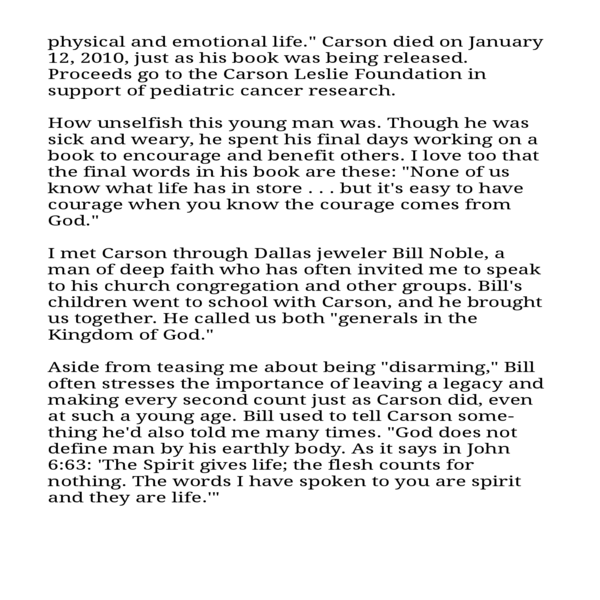 physical and emotional life." Carson died on January
12, 2010, just as his book was being released.
Proceeds go to the Carson Leslie Foundation in
support of pediatric cancer research.
How unselfish this young man was. Though he was
sick and weary, he spent his final days working on a
book to encourage and benefit others. I love too that
the final words in his book are these: "None of us
know what life has in store . . . but it's easy to have
courage when you know the courage comes from
God."
I met Carson through Dallas jeweler Bill Noble, a
man of deep faith who has often invited me to speak
to his church congregation and other groups. Bill's
children went to school with Carson, and he brought
us together. He called us both "generals in the
Kingdom of God."
Aside from teasing me about being "disarming," Bill
often stresses the importance of leaving a legacy and
making every second count just as Carson did, even
at such a young age. Bill used to tell Carson some-
thing he'd also told me many times. "God does not
define man by his earthly body. As it says in John
6:63: 'The Spirit gives life; the flesh counts for
nothing. The words I have spoken to you are spirit
and they are life.'"